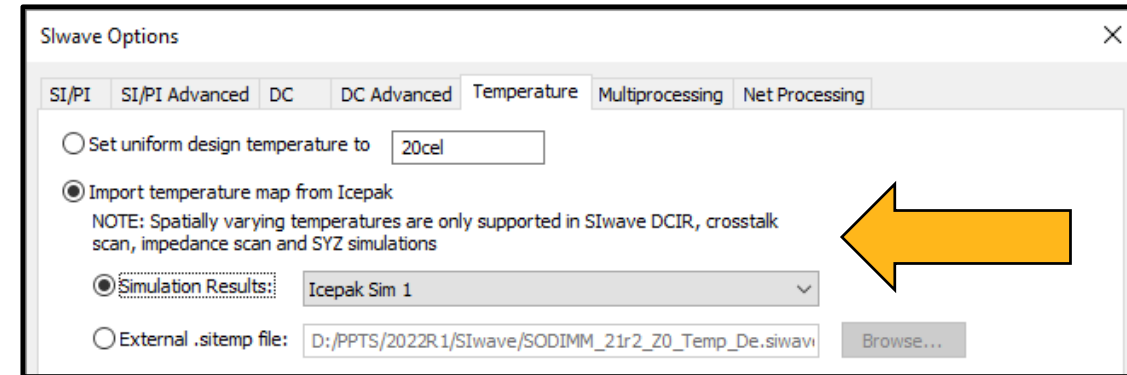 SIwave Options
SI/PI SI/PI Advanced DC DC Advanced Temperature Multiprocessing Net Processing
Set uniform design temperature to 20cel
Import temperature map from Icepak
NOTE: Spatially varying temperatures are only supported in SIwave DCIR, crosstalk
scan, impedance scan and SYZ simulations
Simulation Results: Icepak Sim 1
External .sitemp file: D:/PPTS/2022R1/SIwave/SODIMM_21r2_Z0_Temp_De.siwav Browse...